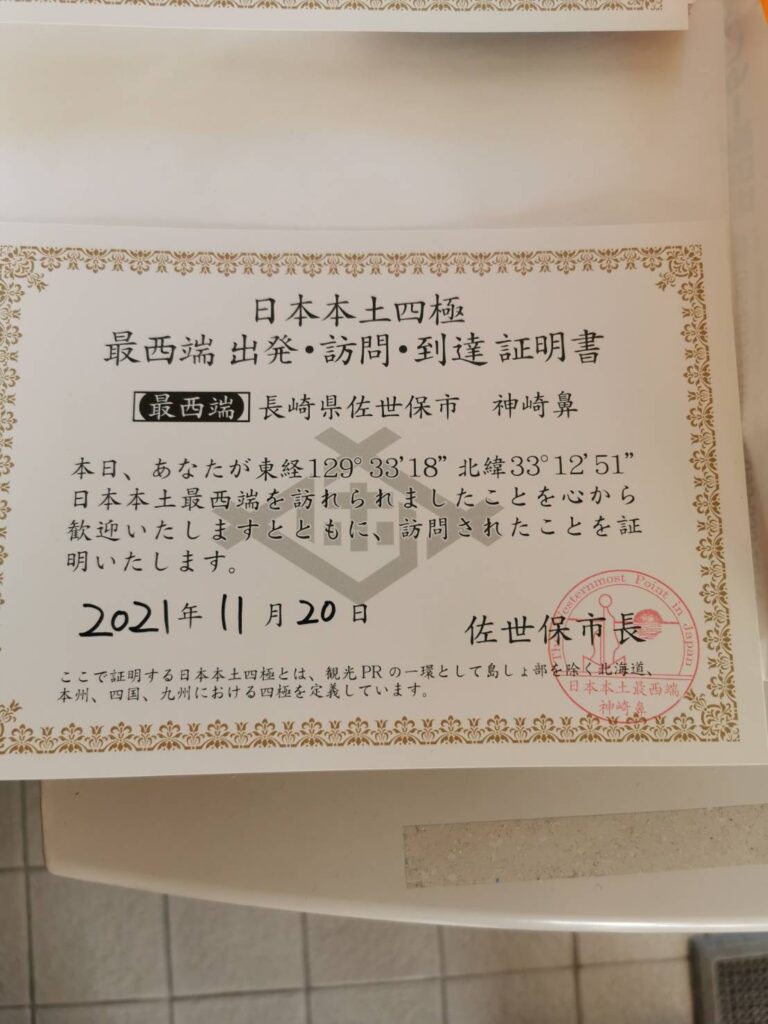 日本本土四極
最西端 出発・訪問・到達 証明書
【最西端】長崎県佐世保市 神崎鼻
本日、あなたが東経129°33’18” 北緯33°12’51”
日本本土最西端を訪れられましたことを心から
歓迎いたしますとともに、訪問されたことを証
明いたします。
2021年 11月 20日
佐世保市長
The Westernmost Point in Japan
日本本土最西端
神崎鼻
ここで証明する日本本土四極とは、観光PRの一環として島しょ部を除く北海道、
本州、四国、九州における四極を定義しています。